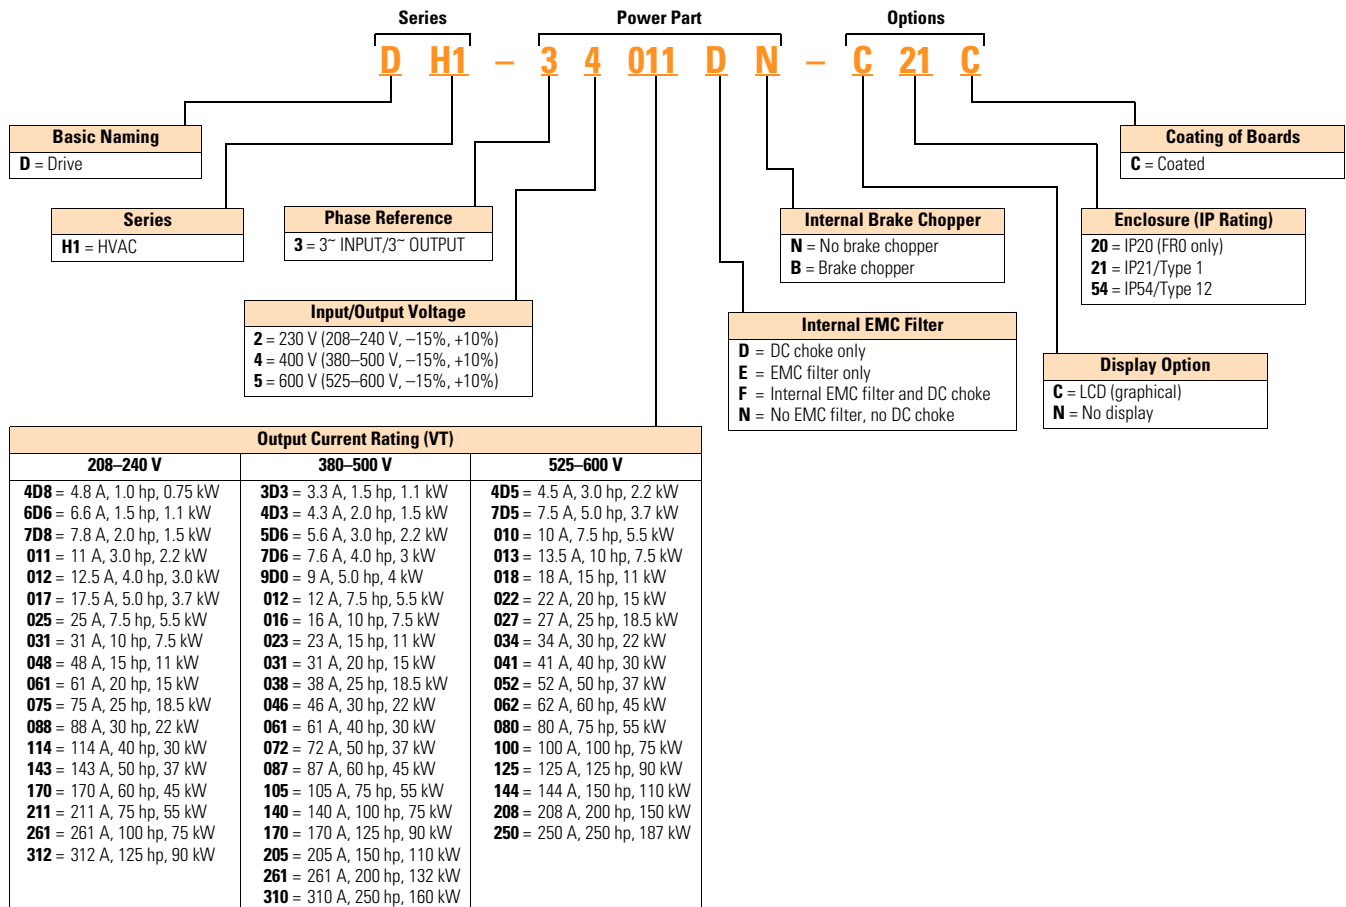 Series
Power Part
Options
D H1 – 3 4 011 D N – C 21 C
Basic Naming
D = Drive
Series
H1 = HVAC
Phase Reference
3 = 3~ INPUT/3~ OUTPUT
Input/Output Voltage
2 = 230 V (208–240 V, –15%, +10%)
4 = 400 V (380–500 V, –15%, +10%)
5 = 600 V (525–600 V, –15%, +10%)
Internal Brake Chopper
N = No brake chopper
B = Brake chopper
Internal EMC Filter
D = DC choke only
E = EMC filter only
F = Internal EMC filter and DC choke
N = No EMC filter, no DC choke
Coating of Boards
C = Coated
Enclosure (IP Rating)
20 = IP20 (FR0 only)
21 = IP21/Type 1
54 = IP54/Type 12
Display Option
C = LCD (graphical)
N = No display
Output Current Rating (VT)
208–240 V
4D8 = 4.8 A, 1.0 hp, 0.75 kW
6D6 = 6.6 A, 1.5 hp, 1.1 kW
7D8 = 7.8 A, 2.0 hp, 1.5 kW
011 = 11 A, 3.0 hp, 2.2 kW
012 = 12.5 A, 4.0 hp, 3.0 kW
017 = 17.5 A, 5.0 hp, 3.7 kW
025 = 25 A, 7.5 hp, 5.5 kW
031 = 31 A, 10 hp, 7.5 kW
048 = 48 A, 15 hp, 11 kW
061 = 61 A, 20 hp, 15 kW
075 = 75 A, 25 hp, 18.5 kW
088 = 88 A, 30 hp, 22 kW
114 = 114 A, 40 hp, 30 kW
143 = 143 A, 50 hp, 37 kW
170 = 170 A, 60 hp, 45 kW
211 = 211 A, 75 hp, 55 kW
261 = 261 A, 100 hp, 75 kW
312 = 312 A, 125 hp, 90 kW
380–500 V
3D3 = 3.3 A, 1.5 hp, 1.1 kW
4D3 = 4.3 A, 2.0 hp, 1.5 kW
5D6 = 5.6 A, 3.0 hp, 2.2 kW
7D6 = 7.6 A, 4.0 hp, 3 kW
9D0 = 9 A, 5.0 hp, 4 kW
012 = 12 A, 7.5 hp, 5.5 kW
016 = 16 A, 10 hp, 7.5 kW
023 = 23 A, 15 hp, 11 kW
031 = 31 A, 20 hp, 15 kW
038 = 38 A, 25 hp, 18.5 kW
046 = 46 A, 30 hp, 22 kW
061 = 61 A, 40 hp, 30 kW
072 = 72 A, 50 hp, 37 kW
087 = 87 A, 60 hp, 45 kW
105 = 105 A, 75 hp, 55 kW
140 = 140 A, 100 hp, 75 kW
170 = 170 A, 125 hp, 90 kW
205 = 205 A, 150 hp, 110 kW
261 = 261 A, 200 hp, 132 kW
310 = 310 A, 250 hp, 160 kW
525–600 V
4D5 = 4.5 A, 3.0 hp, 2.2 kW
7D5 = 7.5 A, 5.0 hp, 3.7 kW
010 = 10 A, 7.5 hp, 5.5 kW
013 = 13.5 A, 10 hp, 7.5 kW
018 = 18 A, 15 hp, 11 kW
022 = 22 A, 20 hp, 15 kW
027 = 27 A, 25 hp, 18.5 kW
034 = 34 A, 30 hp, 22 kW
041 = 41 A, 40 hp, 30 kW
052 = 52 A, 50 hp, 37 kW
062 = 62 A, 60 hp, 45 kW
080 = 80 A, 75 hp, 55 kW
100 = 100 A, 100 hp, 75 kW
125 = 125 A, 125 hp, 90 kW
144 = 144 A, 150 hp, 110 kW
208 = 208 A, 200 hp, 150 kW
250 = 250 A, 250 hp, 187 kW